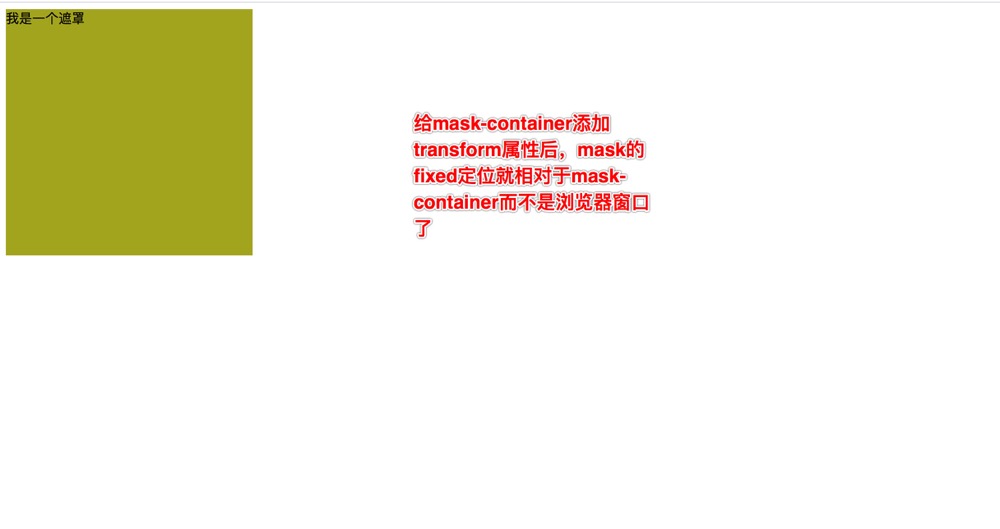 我是一个遮罩
给mask-container添加
transform属性后，mask的
fixed定位就相对于mask-
container而不是浏览器窗口
了